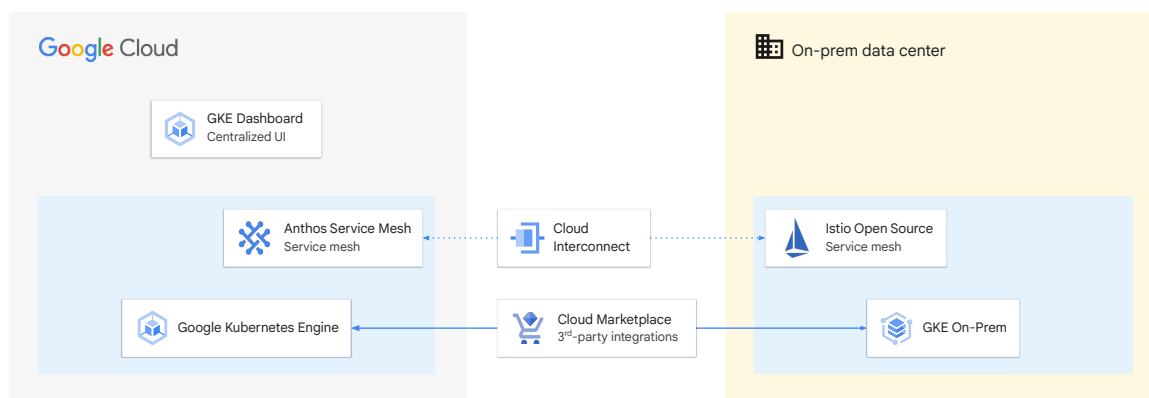 Google Cloud
On-prem data center
GKE Dashboard
Centralized UI
Anthos Service Mesh
Service mesh
Cloud
Interconnect
Istio Open Source
Service mesh
Google Kubernetes Engine
Cloud Marketplace
3rd-party integrations
GKE On-Prem